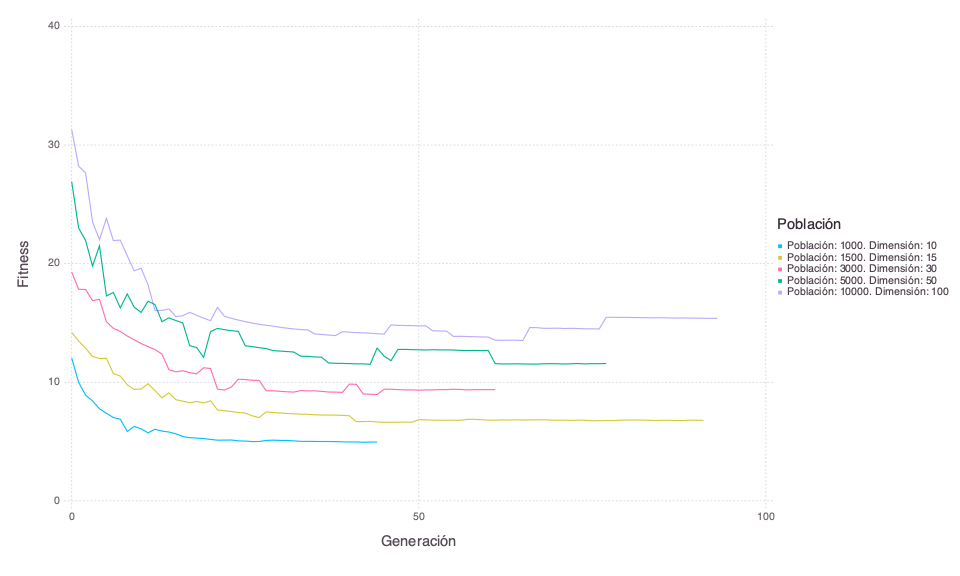 40
30
20
10
0
Fitness
0
50
100
Generación
Población
Población: 1000. Dimensión: 10
Población: 1500. Dimensión: 15
Población: 3000. Dimensión: 30
Población: 5000. Dimensión: 50
Población: 10000. Dimensión: 100